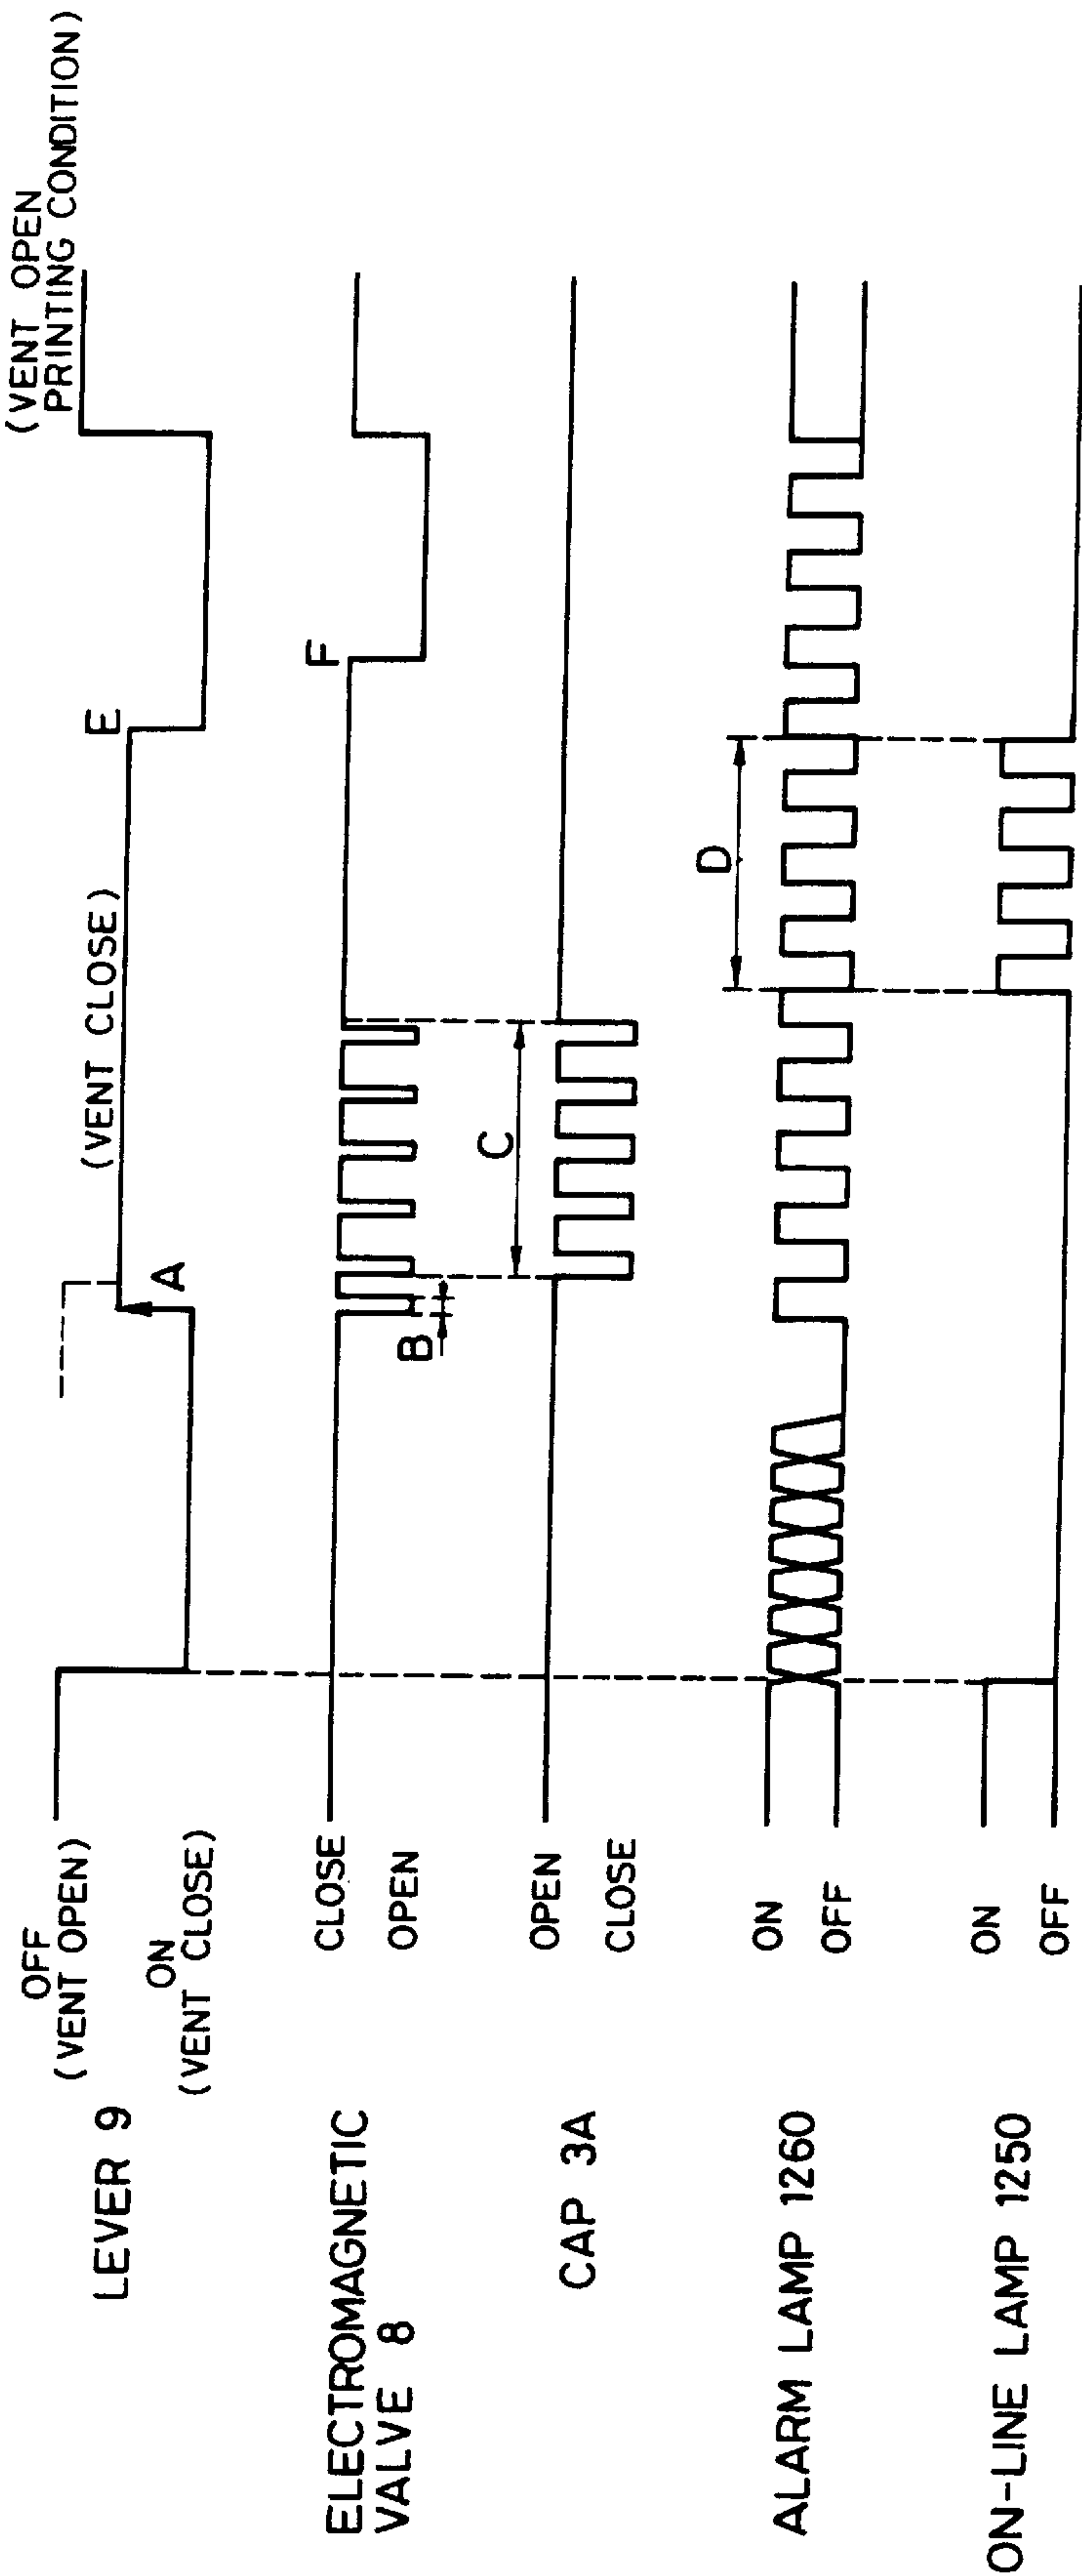 LEVER 9
OFF
(VENT OPEN)
ON
(VENT CLOSE)
A
(VENT CLOSE)
E
(VENT OPEN
PRINTING CONDITION)
ELECTROMAGNETIC
VALVE 8
CLOSE
OPEN
B
F
CAP 3A
OPEN
CLOSE
C
ALARM LAMP 1260
ON
OFF
D
ON-LINE LAMP 1250
ON
OFF